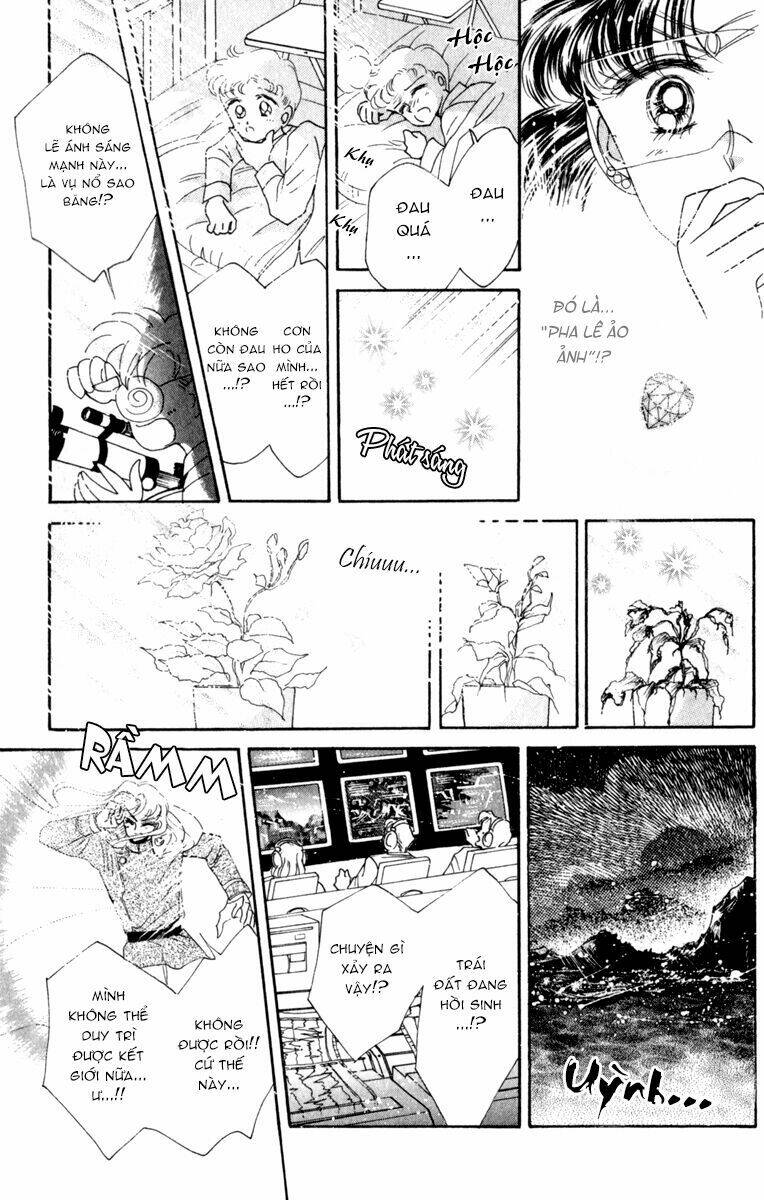 ĐÓ LÀ...
“PHA LÊ ẢO
ẢNH”!?
Hộc
Hộc
ĐAU
...
ĐAU
QUÁ
...
Khụ
Khụ
Phát sáng
CƠN
HO CỦA
MÌNH...
HẾT RỒI
...!?
KHÔNG
CÒN ĐAU
NỮA SAO
...!?
KHÔNG
LẼ ÁNH SÁNG
MẠNH NÀY...
LÀ VỤ NỔ SAO
BĂNG!?
Chíuuu...
Uỳnh...
TRÁI
ĐẤT ĐANG
HỒI SINH
...!?
CHUYỆN GÌ
XẢY RA
VẬY!?
RẦMM
KHÔNG
ĐƯỢC RỒI!!
CỨ THẾ
NÀY...
MÌNH
KHÔNG THỂ
DUY TRÌ
ĐƯỢC KẾT
GIỚI NỮA...
Ư...!!